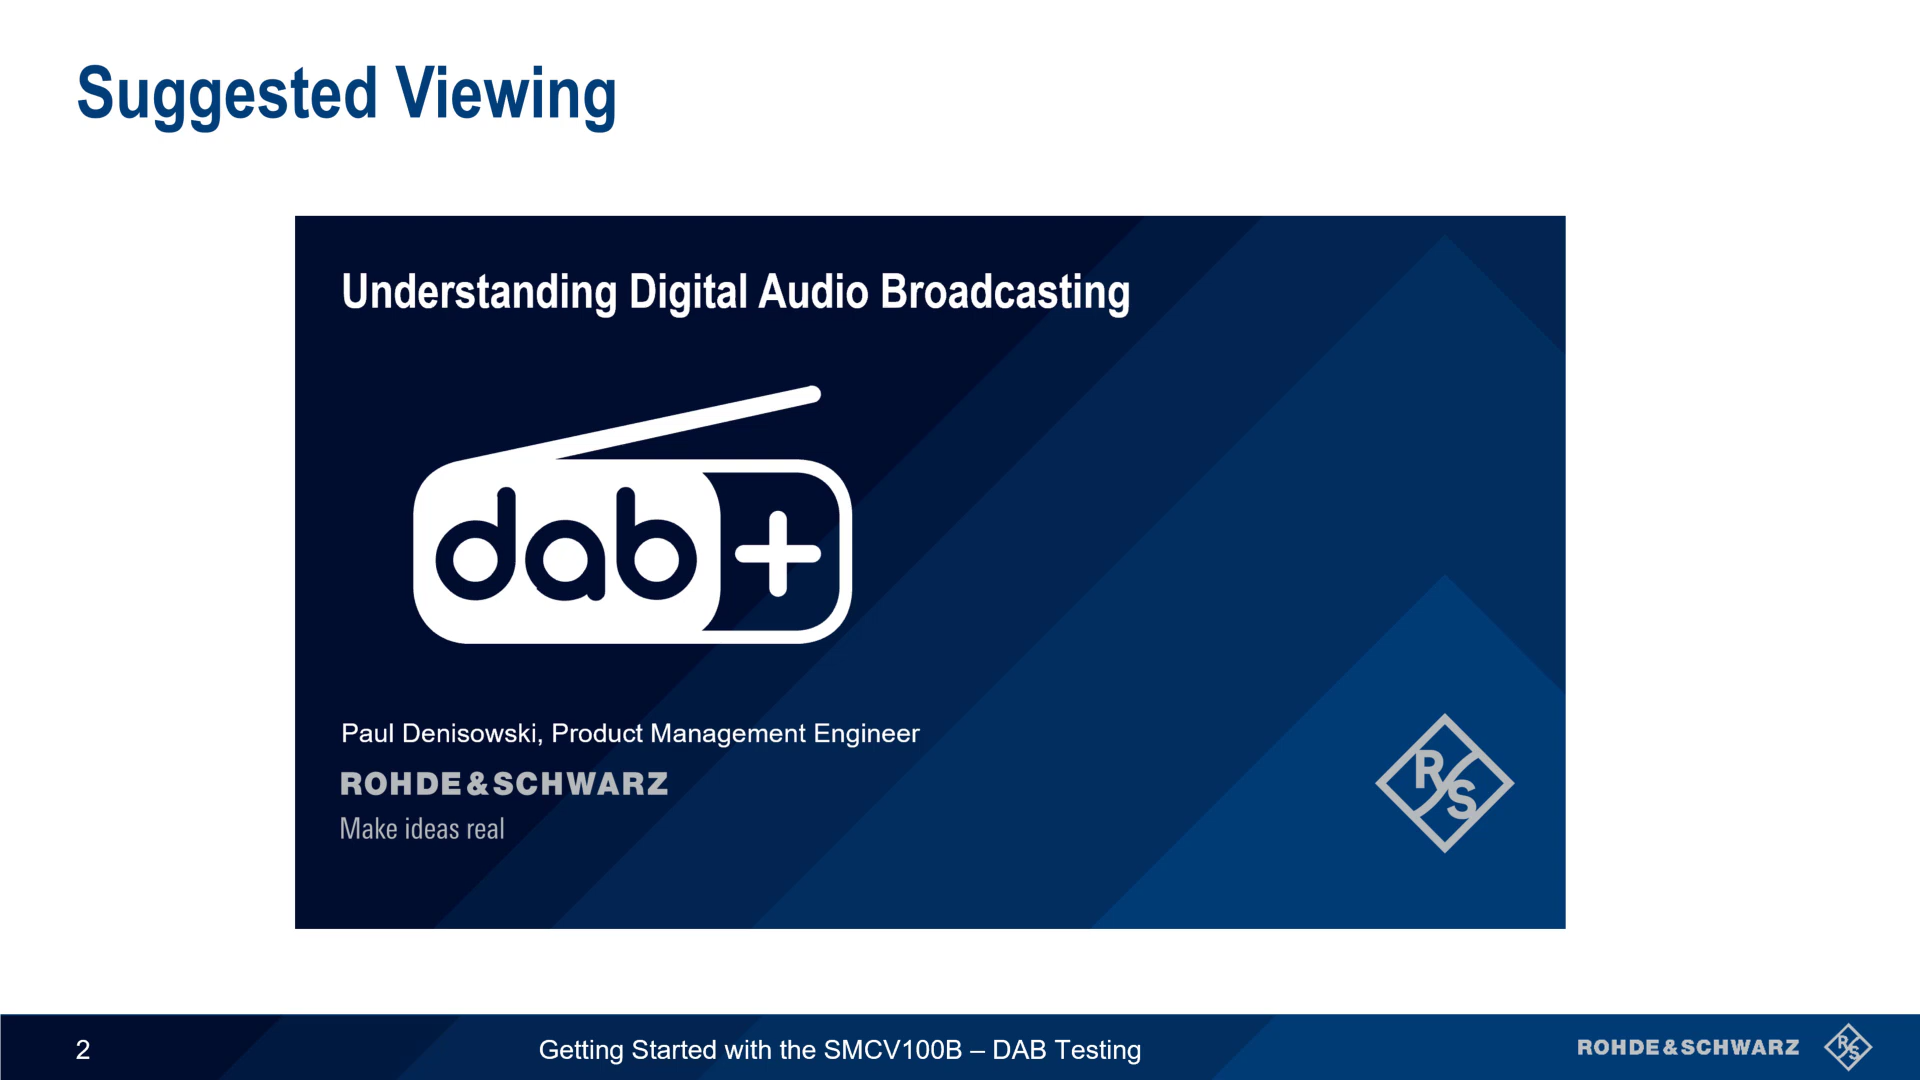 Suggested Viewing
Understanding Digital Audio Broadcasting
dab+
Paul Denisowski, Product Management Engineer
ROHDE&SCHWARZ
Make ideas real
R S
2
Getting Started with the SMCV100B – DAB Testing
ROHDE&SCHWARZ
R S